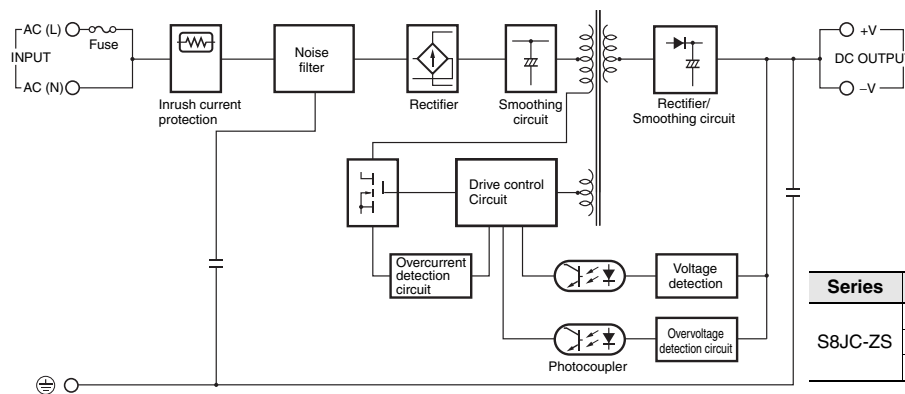 AC (L)
Fuse
INPUT
AC (N)
Inrush current
protection
Noise
filter
Rectifier
Smoothing
circuit
Rectifier/
Smoothing circuit
+V
DC OUTPUT
–V
Drive control
Circuit
Overcurrent
detection
circuit
Voltage
detection
Overvoltage
detection circuit
Photocoupler
Series
S8JC-ZS